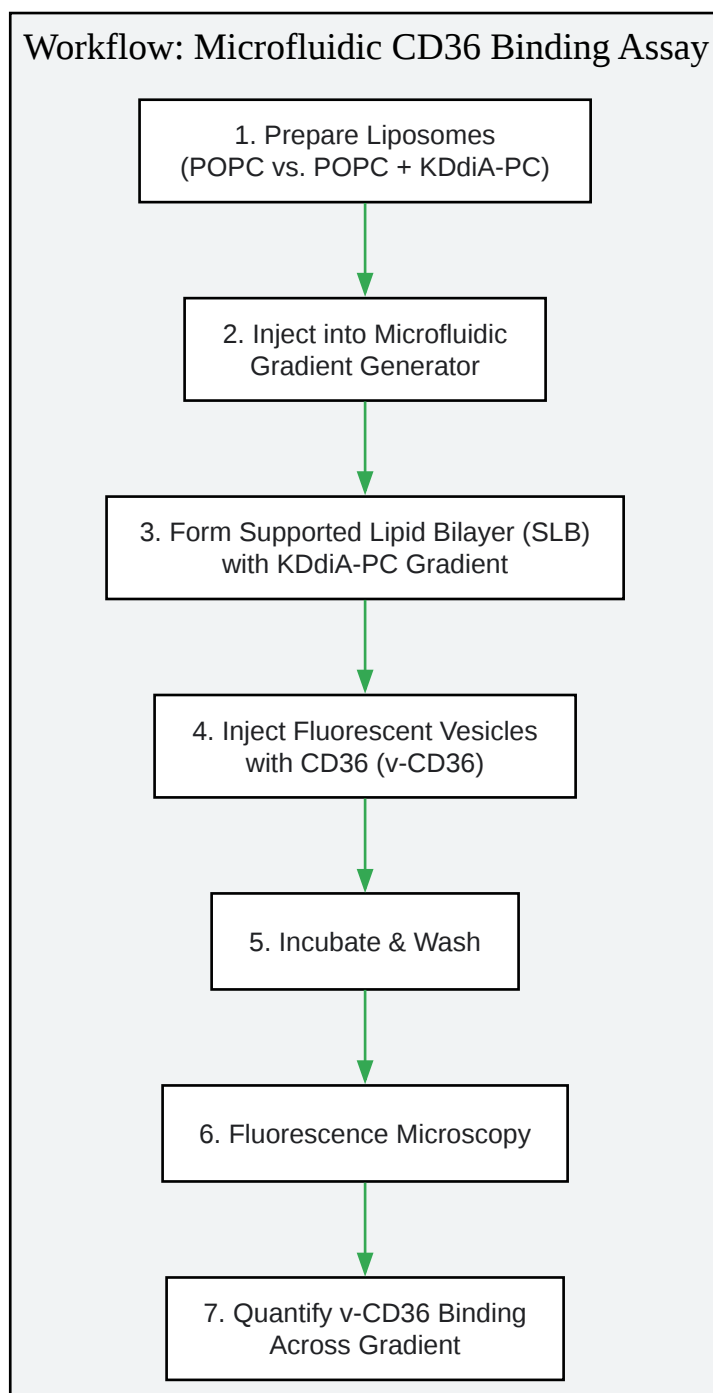 Workflow: Microfluidic CD36 Binding Assay
1. Prepare Liposomes
(POPC vs. POPC + KDdiA-PC)
2. Inject into Microfluidic
Gradient Generator
3. Form Supported Lipid Bilayer (SLB)
with KDdiA-PC Gradient
4. Inject Fluorescent Vesicles
with CD36 (v-CD36)
5. Incubate & Wash
6. Fluorescence Microscopy
7. Quantify v-CD36 Binding
Across Gradient